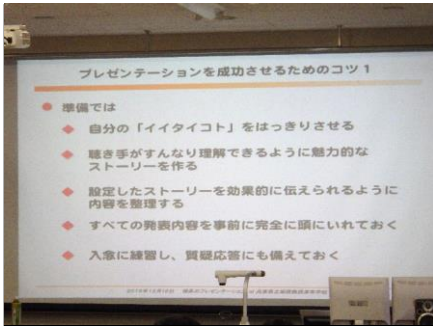 プレゼンテーションを成功させるためのコツ1
準備では
自分の「イイタイコト」をはっきりさせる
聴き手がすんなり理解できるように魅力的な
ストーリーを作る
設定したストーリーを効果的に伝えられるように
内容を整理する
すべての発表内容を事前に完全に頭にいれておく
入念に練習し、質疑応答にも備えておく